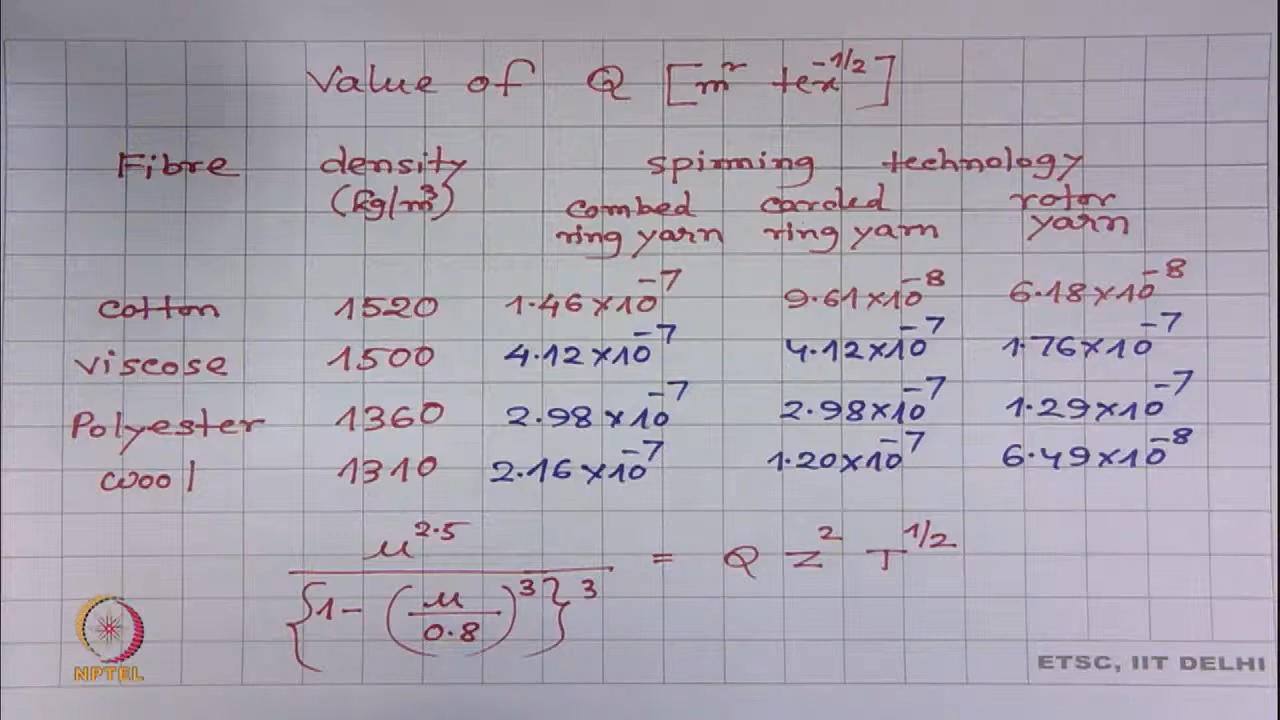 Value of Q [m² tex^-1/2]
Fibre density spinning technology
(kg/m³) combed carded rotor
ring yarn ring yarn yarn
cotton 1520 1.46×10^-7 9.61×10^-8 6.18×10^-8
viscose 1500 4.12×10^-7 4.12×10^-7 1.76×10^-7
Polyester 1360 2.98×10^-7 2.98×10^-7 1.29×10^-7
wool 1310 2.16×10^-7 1.20×10^-7 6.49×10^-8
μ^2.5 / {1-(μ/0.8)^3}^3 = Q Z^2 T^1/2
NPTEL
ETSC, IIT DELHI